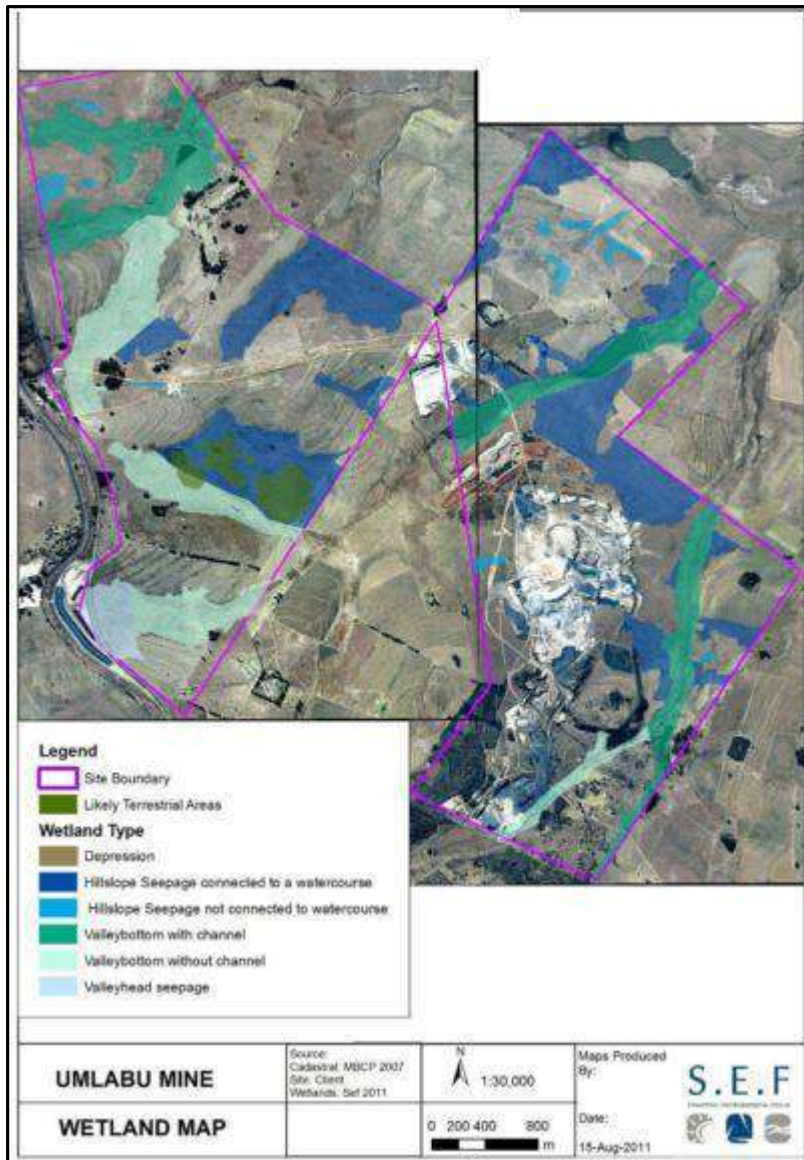 Legend
Site Boundary
Likely Terrestrial Areas
Wetland Type
Depression
Hillslope Seepage connected to a watercourse
Hillslope Seepage not connected to watercourse
Valleybottom with channel
Valleybottom without channel
Valleyhead seepage
UMLABU MINE
WETLAND MAP
Source:
Cadastral: MBCP 2007
Site: Client
Wetlands: Sef 2011
N
1:30,000
0 200 400 800
m
Maps Produced
By:
S.E.F
Date:
15-Aug-2011